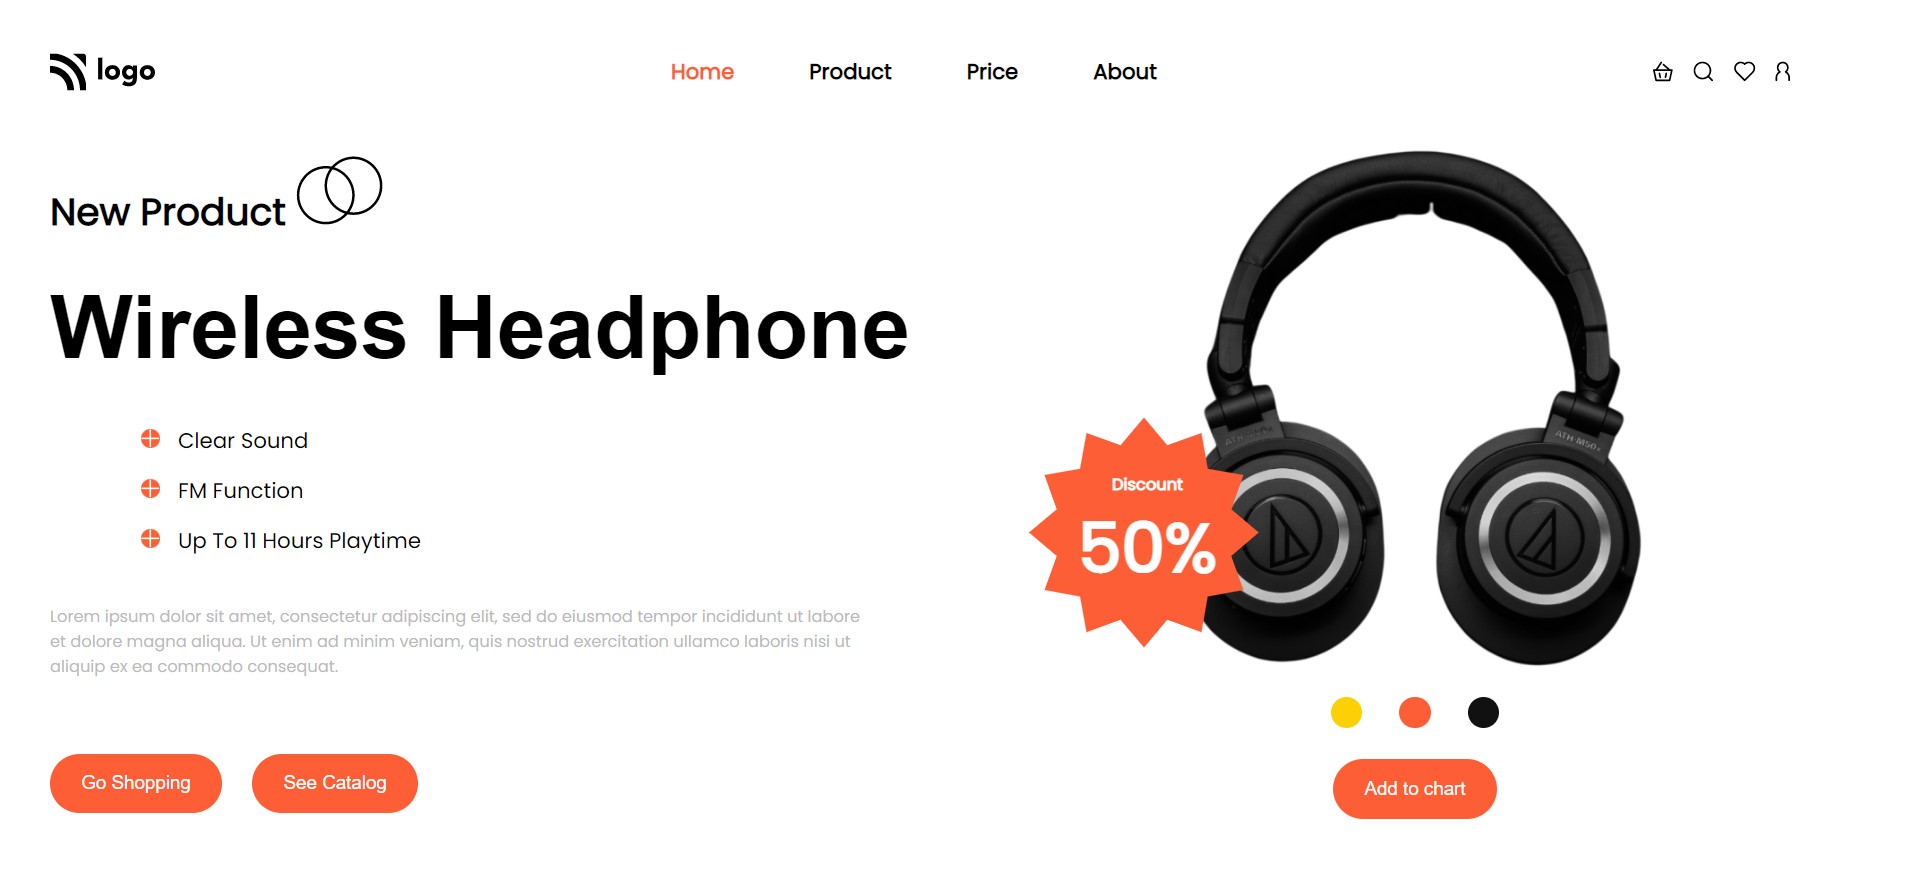 logo
Home Product Price About
New Product
Wireless Headphone
Clear Sound
FM Function
Up To 11 Hours Playtime
Lorem ipsum dolor sit amet, consectetur adipiscing elit, sed do eiusmod tempor incididunt ut labore
et dolore magna aliqua. Ut enim ad minim veniam, quis nostrud exercitation ullamco laboris nisi ut
aliquip ex ea commodo consequat.
Go Shopping See Catalog
Discount
50%
Add to chart